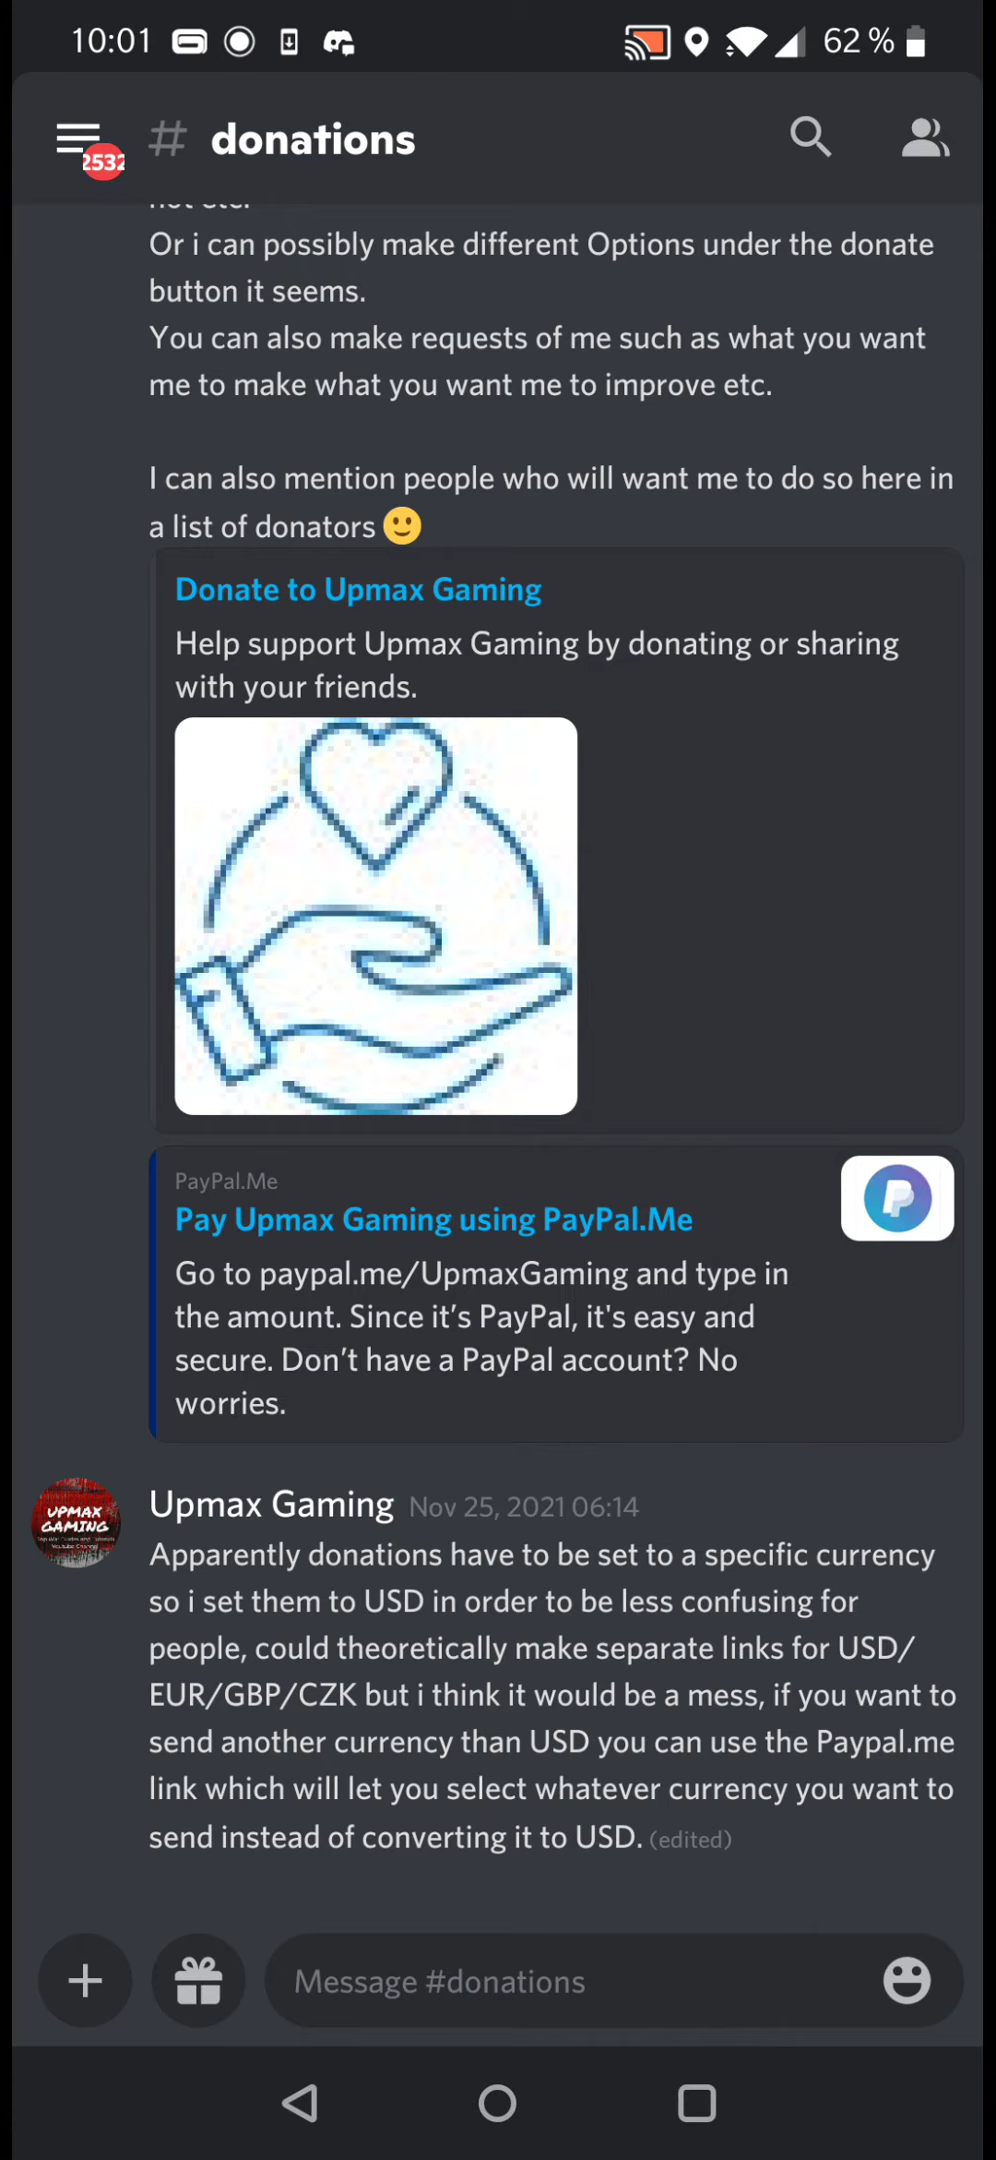 10:01
62 %
2532
# donations
not etc.
Or i can possibly make different Options under the donate
button it seems.
You can also make requests of me such as what you want
me to make what you want me to improve etc.
I can also mention people who will want me to do so here in
a list of donators 🙂
Donate to Upmax Gaming
Help support Upmax Gaming by donating or sharing
with your friends.
PayPal.Me
Pay Upmax Gaming using PayPal.Me
Go to paypal.me/UpmaxGaming and type in
the amount. Since it’s PayPal, it's easy and
secure. Don’t have a PayPal account? No
worries.
UPMAX
GAMING
Youtube Channel
Upmax Gaming Nov 25, 2021 06:14
Apparently donations have to be set to a specific currency
so i set them to USD in order to be less confusing for
people, could theoretically make separate links for USD/
EUR/GBP/CZK but i think it would be a mess, if you want to
send another currency than USD you can use the Paypal.me
link which will let you select whatever currency you want to
send instead of converting it to USD. (edited)
Message #donations